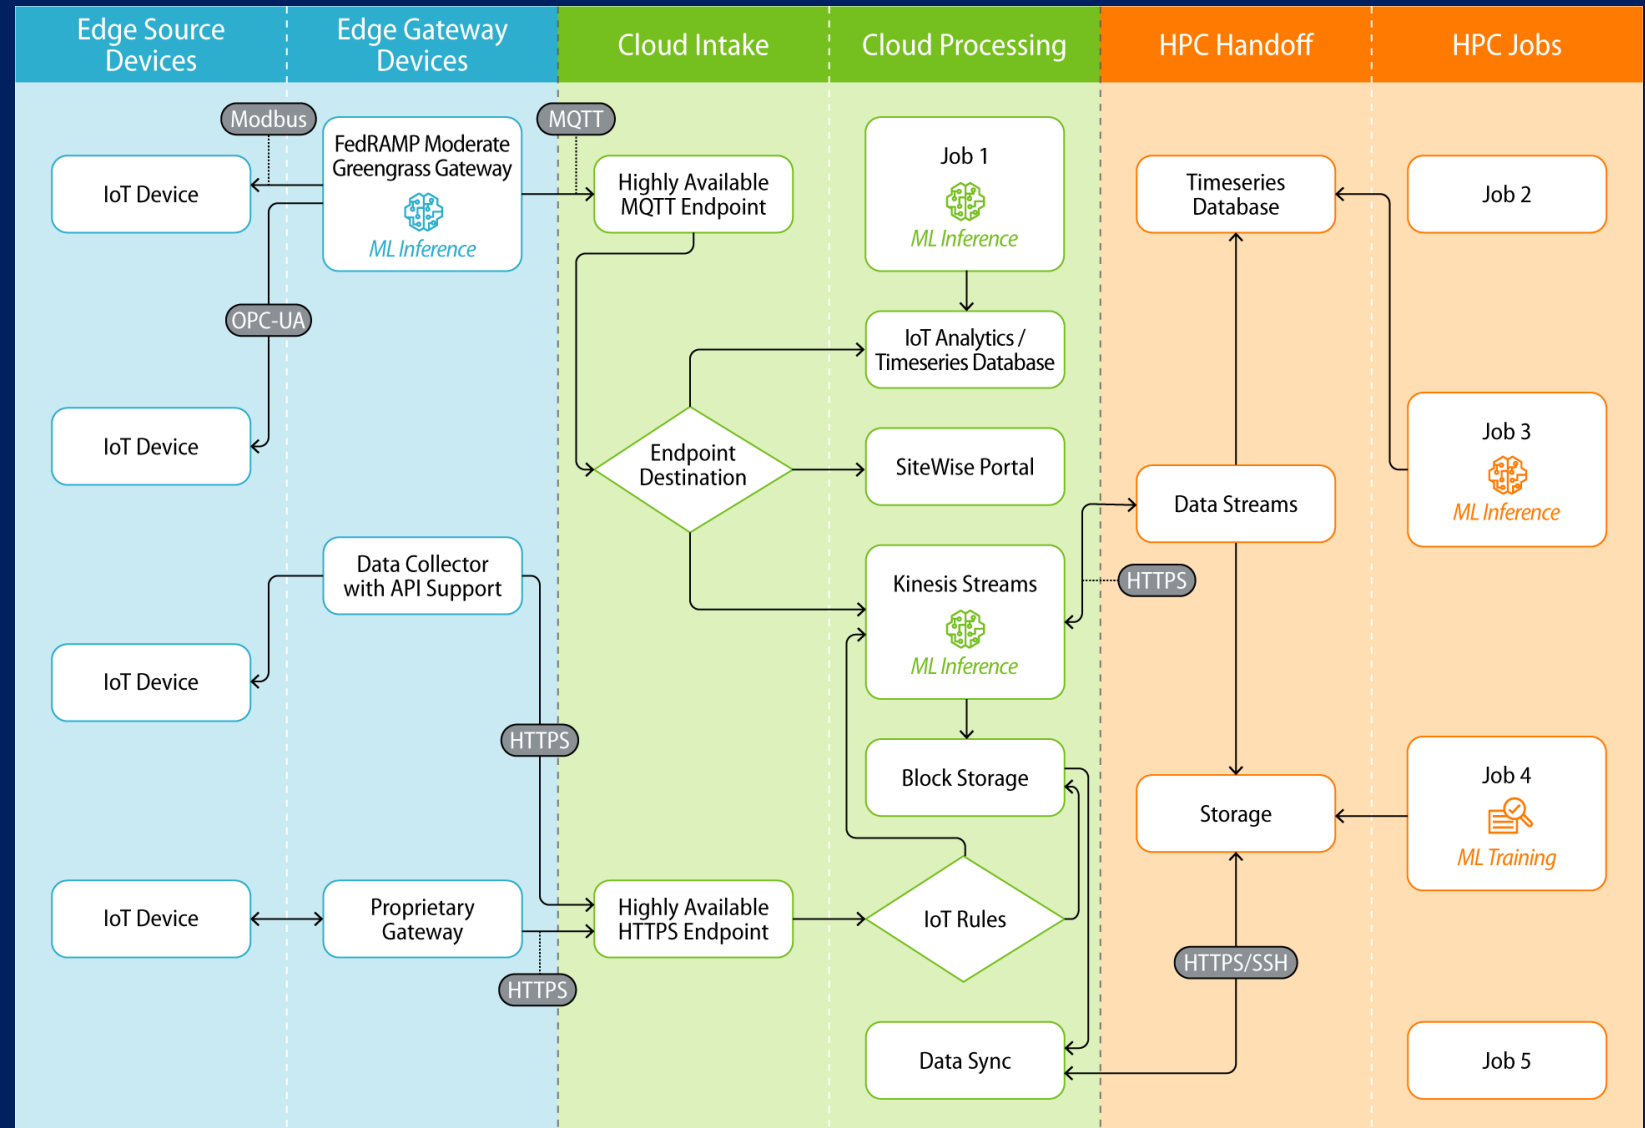 Edge Source
Devices
Edge Gateway
Devices
Cloud Intake
Cloud Processing
HPC Handoff
HPC Jobs
Modbus
MQTT
FedRAMP Moderate
Greengrass Gateway
ML Inference
IoT Device
Highly Available
MQTT Endpoint
Job 1
ML Inference
Timeseries
Database
Job 2
OPC-UA
IoT Analytics /
Timeseries Database
IoT Device
Endpoint
Destination
SiteWise Portal
Data Streams
Job 3
ML Inference
Data Collector
with API Support
Kinesis Streams
ML Inference
HTTPS
IoT Device
HTTPS
Block Storage
Storage
Job 4
ML Training
IoT Device
Proprietary
Gateway
Highly Available
HTTPS Endpoint
IoT Rules
HTTPS
HTTPS/SSH
Data Sync
Job 5